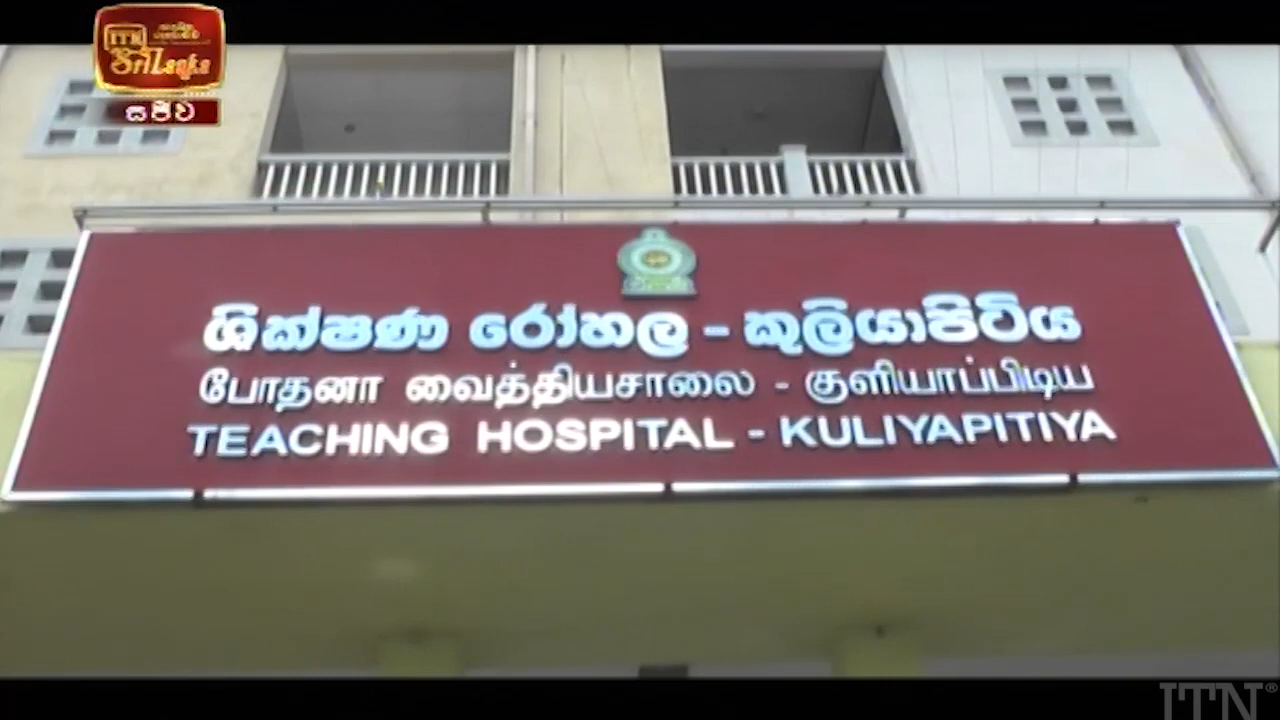 ITN
Sri Lanka
සජීව
ශික්ෂණ රෝහල - කුලියාපිටිය
போதனா வைத்தியசாலை - குளியாப்பிடிய
TEACHING HOSPITAL - KULIYAPITIYA
ITN®